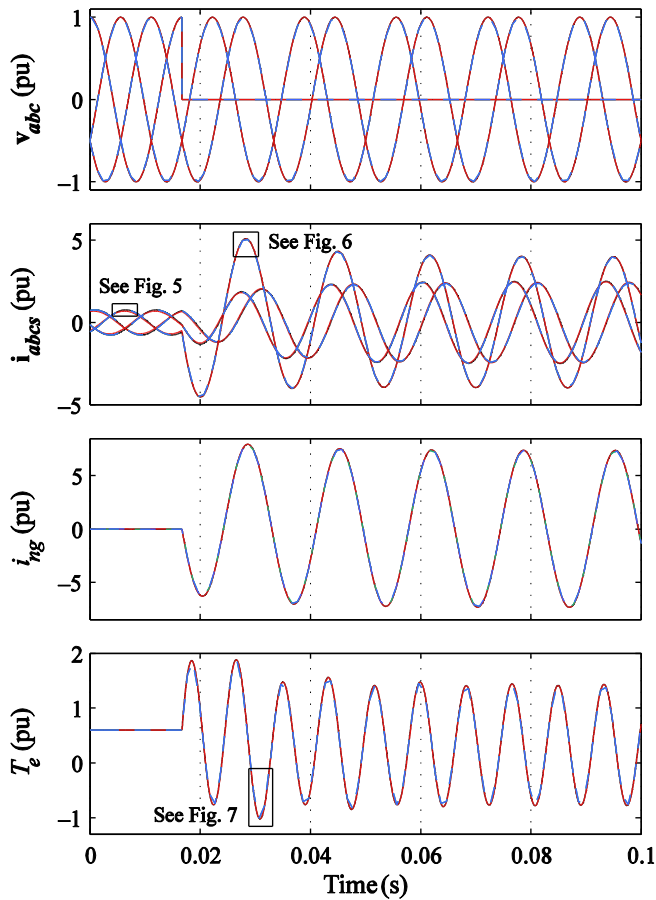 1
0
−1
v_abc (pu)
5
0
−5
i_abcs (pu)
See Fig. 5
See Fig. 6
5
0
−5
i_ng (pu)
2
1
0
−1
T_e (pu)
See Fig. 7
0 0.02 0.04 0.06 0.08 0.1
Time (s)